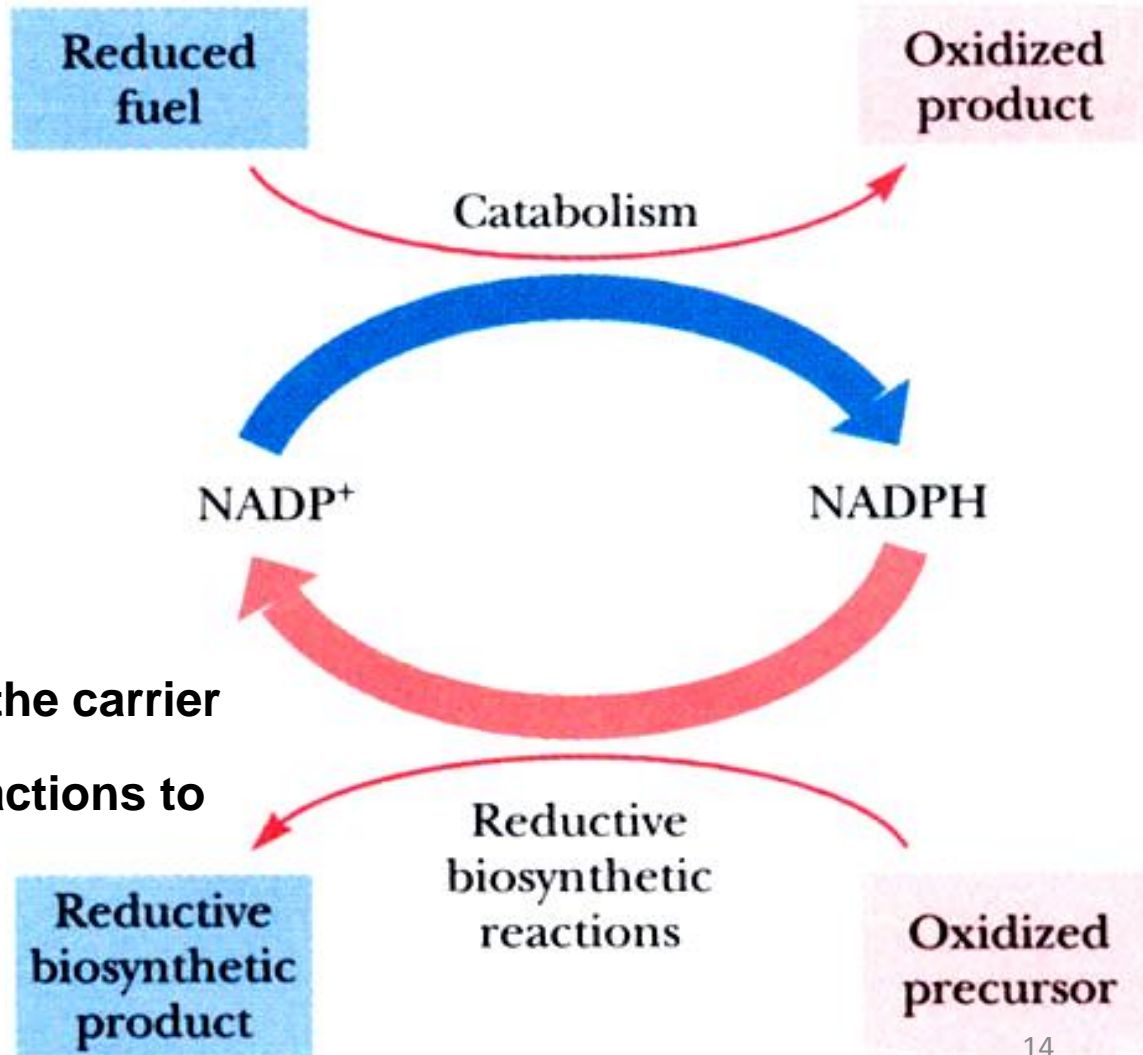 Reduced
fuel
Oxidized
product
Catabolism
NADP⁺
NADPH
the carrier
actions to
Reductive
biosynthetic
reactions
Reductive
biosynthetic
product
Oxidized
precursor
14